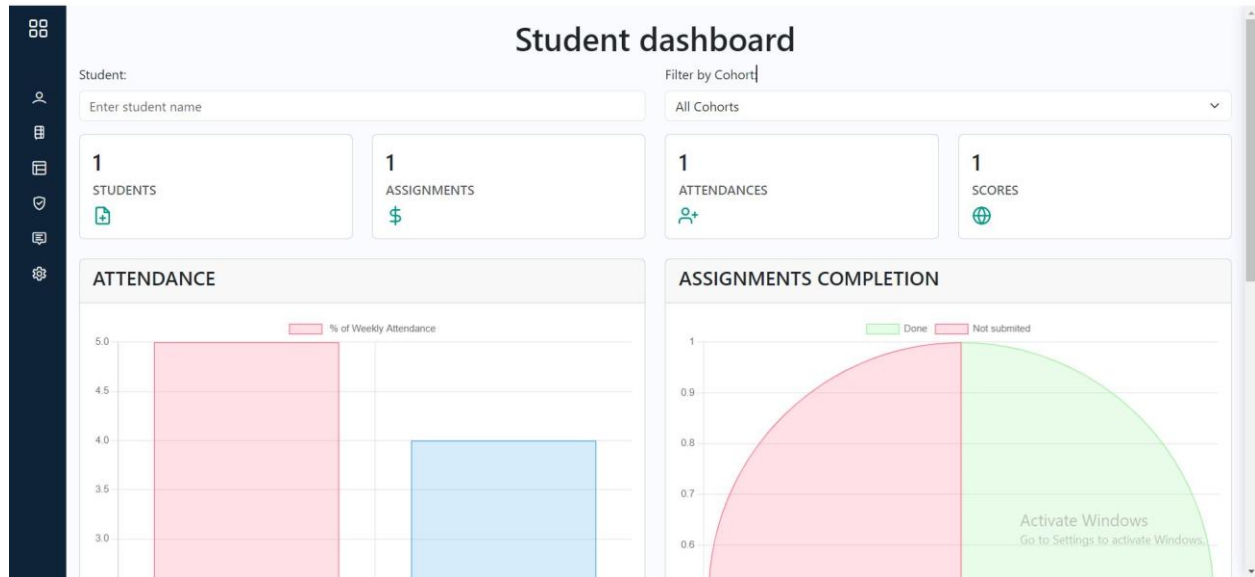 Student dashboard
Student:
Filter by Cohort:
Enter student name
All Cohorts
1
STUDENTS
1
ASSIGNMENTS
$
1
ATTENDANCES
1
SCORES
ATTENDANCE
% of Weekly Attendance
5.0
4.5
4.0
3.5
3.0
ASSIGNMENTS COMPLETION
Done Not submited
1
0.9
0.8
0.7
0.6
Activate Windows
Go to Settings to activate Windows.